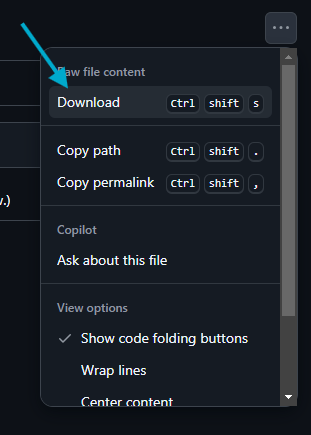 ···
Raw file content
Download Ctrl shift s
Copy path Ctrl shift .
Copy permalink Ctrl shift ,
.)
Copilot
Ask about this file
View options
Show code folding buttons
Wrap lines
Center content